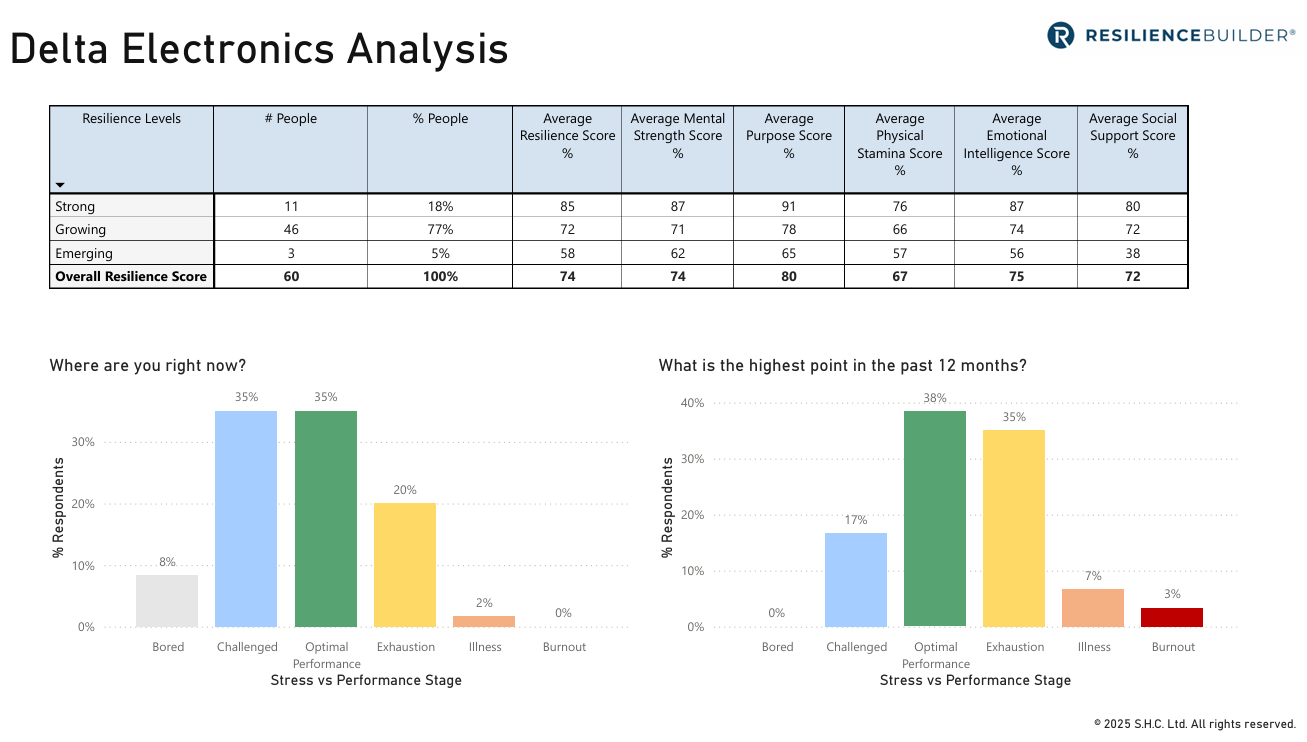 Delta Electronics Analysis
RESILIENCEBUILDER®
Resilience Levels
# People
% People
Average
Resilience Score
%
Average Mental
Strength Score
%
Average
Purpose Score
%
Average
Physical
Stamina Score
%
Average
Emotional
Intelligence Score
%
Average Social
Support Score
%
Strong 11 18% 85 87 91 76 87 80
Growing 46 77% 72 71 78 66 74 72
Emerging 3 5% 58 62 65 57 56 38
Overall Resilience Score 60 100% 74 74 80 67 75 72
Where are you right now?
% Respondents
30%
20%
10%
0%
8%
35%
35%
20%
2%
0%
Bored
Challenged
Optimal
Performance
Exhaustion
Illness
Burnout
Stress vs Performance Stage
What is the highest point in the past 12 months?
% Respondents
40%
30%
20%
10%
0%
0%
17%
38%
35%
7%
3%
Bored
Challenged
Optimal
Performance
Exhaustion
Illness
Burnout
Stress vs Performance Stage
© 2025 S.H.C. Ltd. All rights reserved.